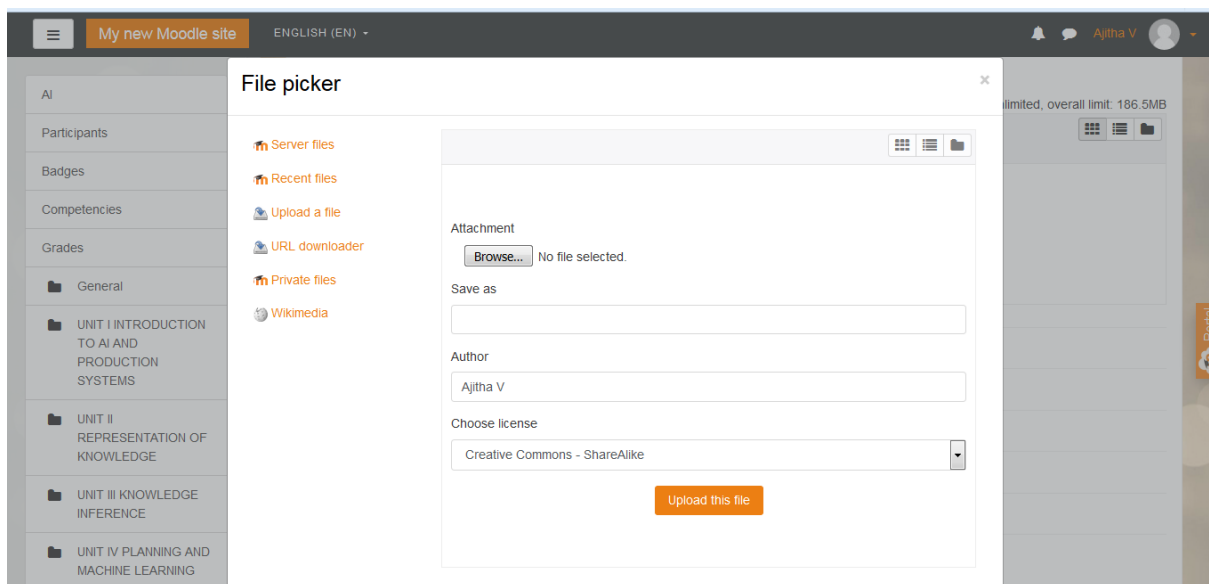 My new Moodle site
ENGLISH (EN)
Ajitha V
AI
Participants
Badges
Competencies
Grades
General
UNIT I INTRODUCTION
TO AI AND
PRODUCTION
SYSTEMS
UNIT II
REPRESENTATION OF
KNOWLEDGE
UNIT III KNOWLEDGE
INFERENCE
UNIT IV PLANNING AND
MACHINE LEARNING
File picker
×
Server files
Recent files
Upload a file
URL downloader
Private files
Wikimedia
Attachment
Browse... No file selected.
Save as
Author
Ajitha V
Choose license
Creative Commons - ShareAlike
Upload this file
overall limit: 186.5MB